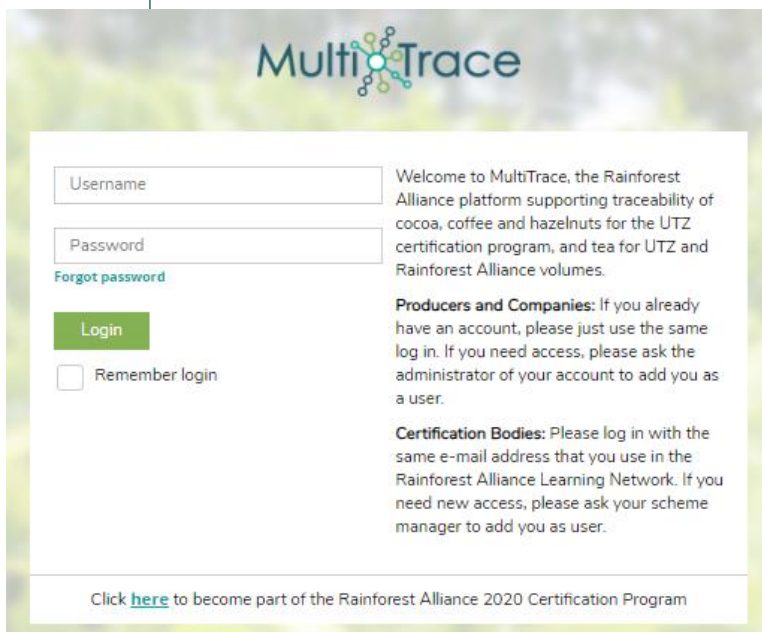 MultiTrace
Username
Password
Forgot password
Login
Remember login
Welcome to MultiTrace, the Rainforest
Alliance platform supporting traceability of
cocoa, coffee and hazelnuts for the UTZ
certification program, and tea for UTZ and
Rainforest Alliance volumes.
Producers and Companies: If you already
have an account, please just use the same
log in. If you need access, please ask the
administrator of your account to add you as
a user.
Certification Bodies: Please log in with the
same e-mail address that you use in the
Rainforest Alliance Learning Network. If you
need new access, please ask your scheme
manager to add you as user.
Click here to become part of the Rainforest Alliance 2020 Certification Program